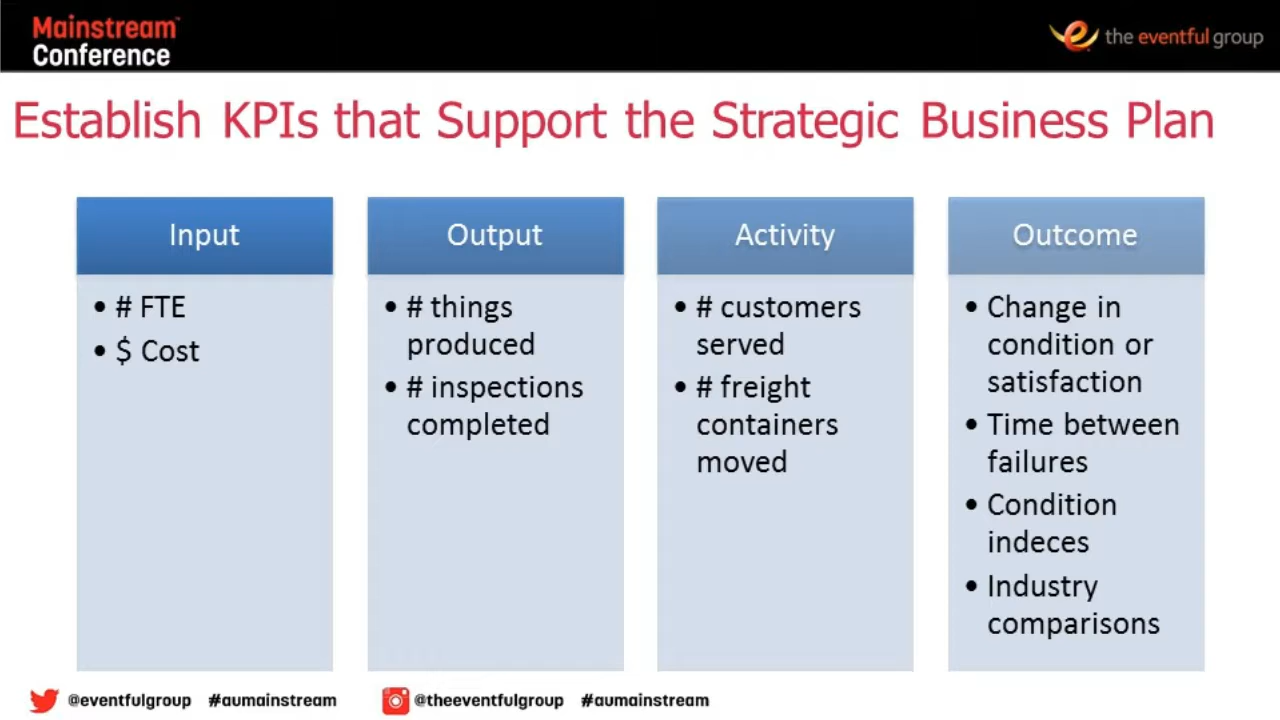 Mainstream
Conference
the eventful group
Establish KPIs that Support the Strategic Business Plan
Input
• # FTE
• $ Cost
Output
• # things
produced
• # inspections
completed
Activity
• # customers
served
• # freight
containers
moved
Outcome
• Change in
condition or
satisfaction
• Time between
failures
• Condition
indeces
• Industry
comparisons
@eventfulgroup #aumainstream
@theeventfulgroup #aumainstream